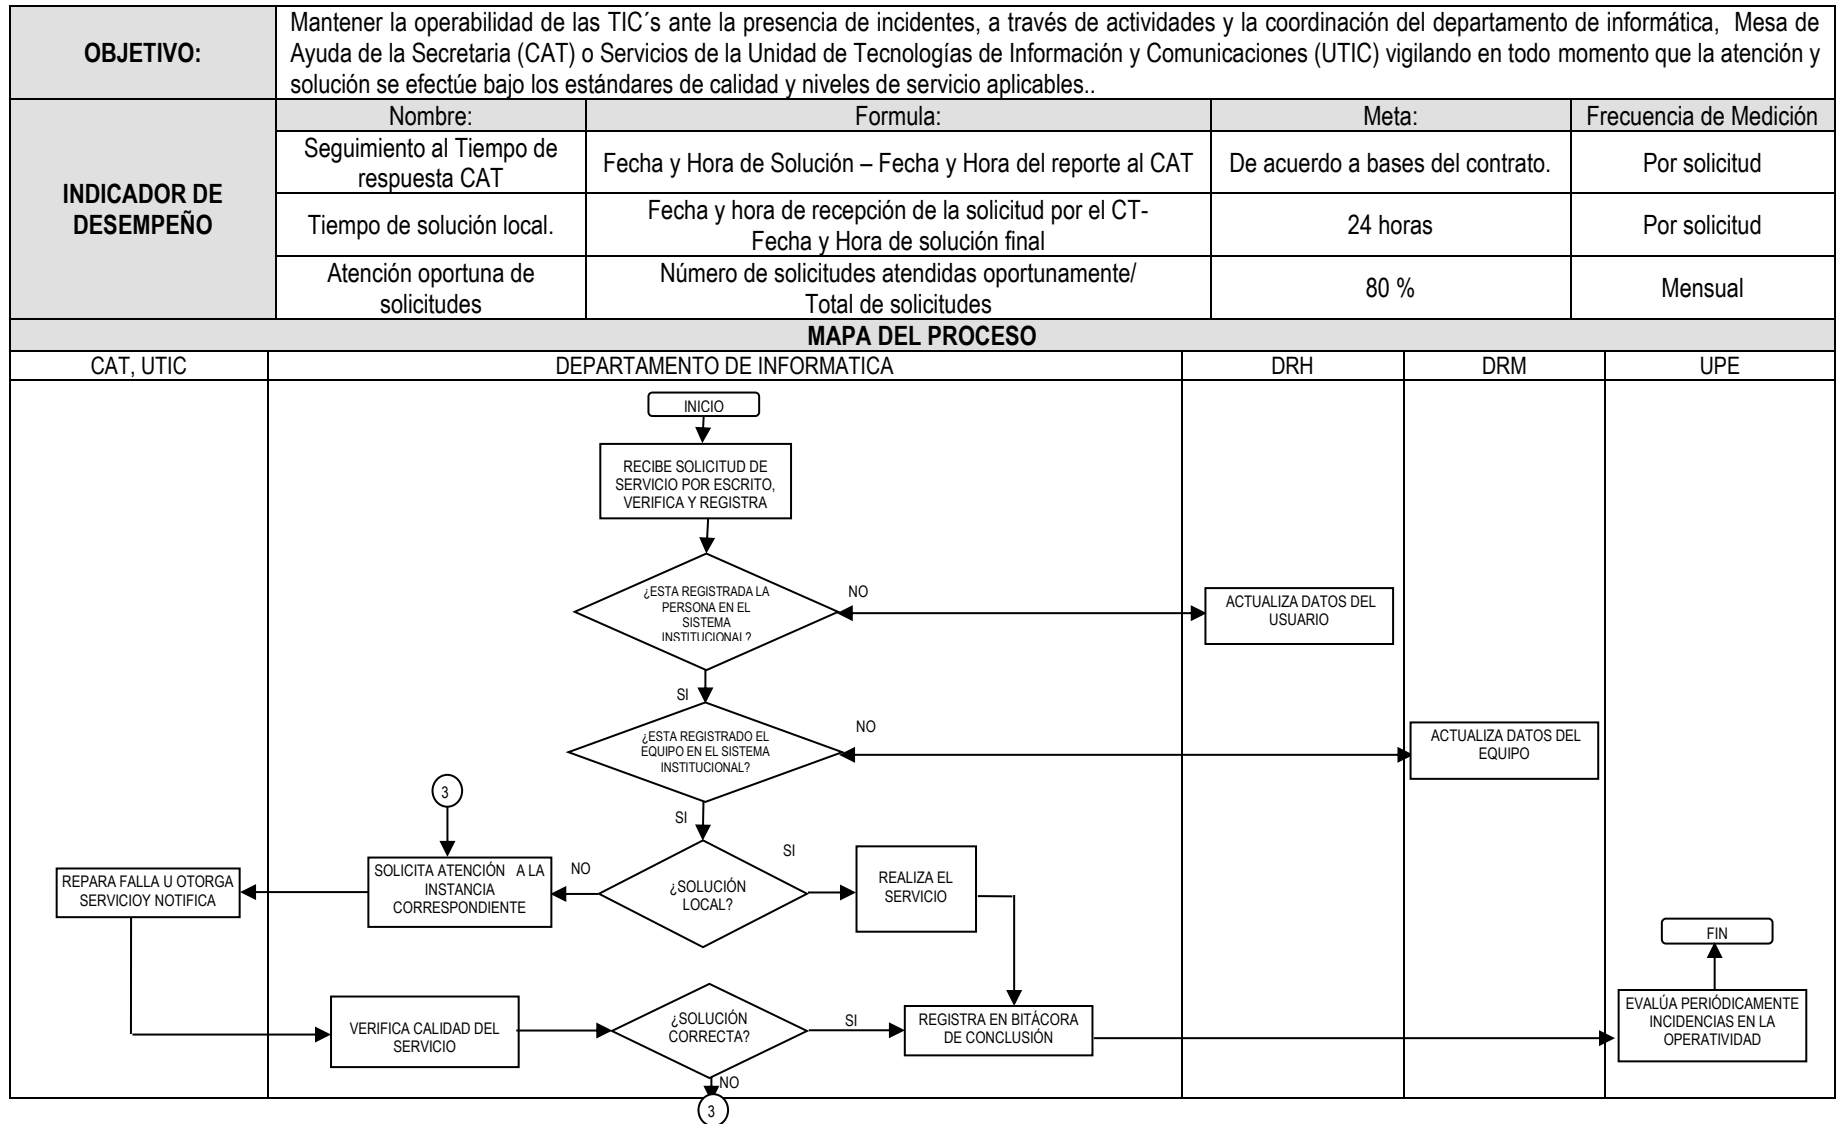 OBJETIVO:
Mantener la operabilidad de las TIC´s ante la presencia de incidentes, a través de actividades y la coordinación del departamento de informática, Mesa de
Ayuda de la Secretaria (CAT) o Servicios de la Unidad de Tecnologías de Información y Comunicaciones (UTIC) vigilando en todo momento que la atención y
solución se efectúe bajo los estándares de calidad y niveles de servicio aplicables..
INDICADOR DE
DESEMPEÑO
Nombre:
Formula:
Meta:
Frecuencia de Medición
Seguimiento al Tiempo de
respuesta CAT
Fecha y Hora de Solución – Fecha y Hora del reporte al CAT
De acuerdo a bases del contrato.
Por solicitud
Tiempo de solución local.
Fecha y hora de recepción de la solicitud por el CT-
Fecha y Hora de solución final
24 horas
Por solicitud
Atención oportuna de
solicitudes
Número de solicitudes atendidas oportunamente/
Total de solicitudes
80 %
Mensual
MAPA DEL PROCESO
CAT, UTIC
DEPARTAMENTO DE INFORMATICA
DRH
DRM
UPE
INICIO
RECIBE SOLICITUD DE
SERVICIO POR ESCRITO,
VERIFICA Y REGISTRA
¿ESTA REGISTRADA LA
PERSONA EN EL
SISTEMA
INSTITUCIONAL?
NO
ACTUALIZA DATOS DEL
USUARIO
SI
¿ESTA REGISTRADO EL
EQUIPO EN EL SISTEMA
INSTITUCIONAL?
NO
ACTUALIZA DATOS DEL
EQUIPO
3
SI
REPARA FALLA U OTORGA
SERVICIOY NOTIFICA
SOLICITA ATENCIÓN A LA
INSTANCIA
CORRESPONDIENTE
NO
¿SOLUCIÓN
LOCAL?
SI
REALIZA EL
SERVICIO
FIN
VERIFICA CALIDAD DEL
SERVICIO
¿SOLUCIÓN
CORRECTA?
SI
REGISTRA EN BITÁCORA
DE CONCLUSIÓN
EVALÚA PERIÓDICAMENTE
INCIDENCIAS EN LA
OPERATIVIDAD
NO
3